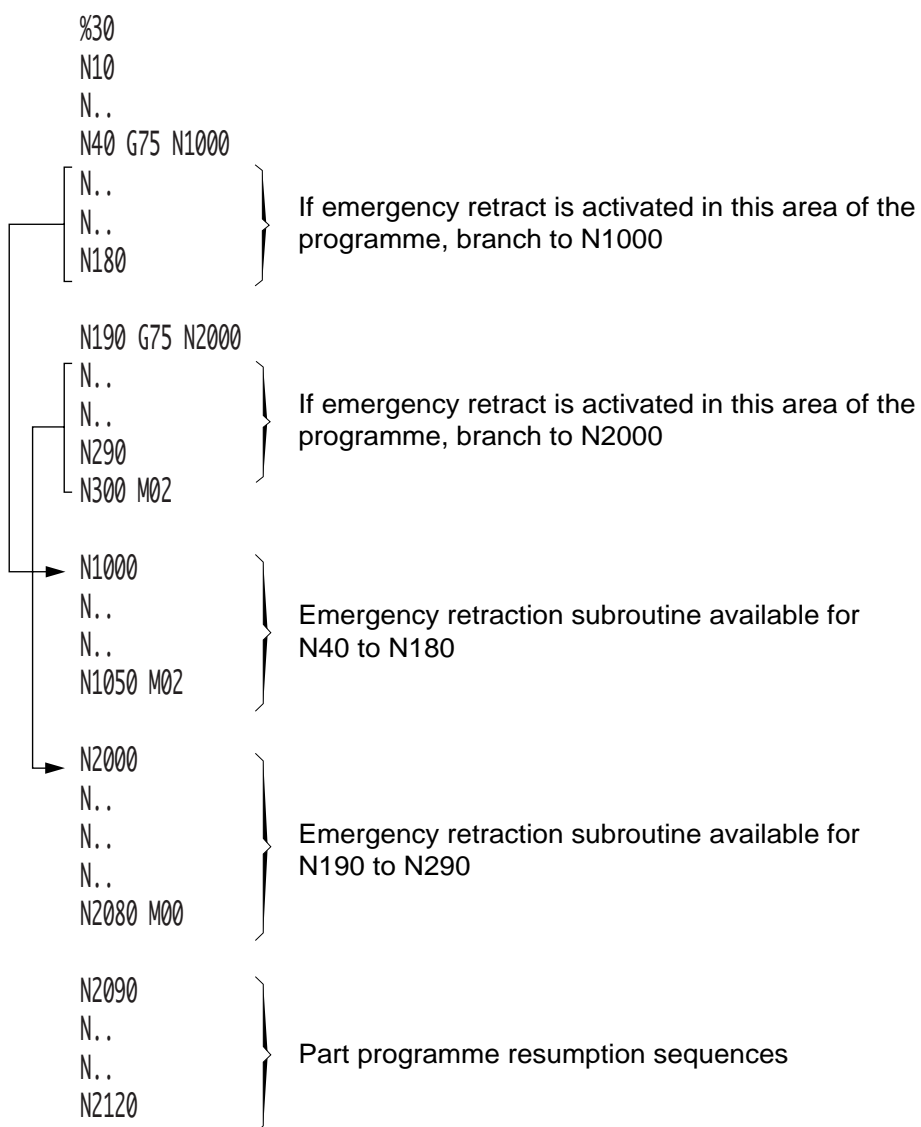 %30
N10
N..
N40 G75 N1000
N..
N..
N180
If emergency retract is activated in this area of the
programme, branch to N1000
N190 G75 N2000
N..
N..
N290
N300 M02
If emergency retract is activated in this area of the
programme, branch to N2000
N1000
N..
N..
N1050 M02
Emergency retraction subroutine available for
N40 to N180
N2000
N..
N..
N..
N2080 M00
Emergency retraction subroutine available for
N190 to N290
N2090
N..
N..
N2120
Part programme resumption sequences